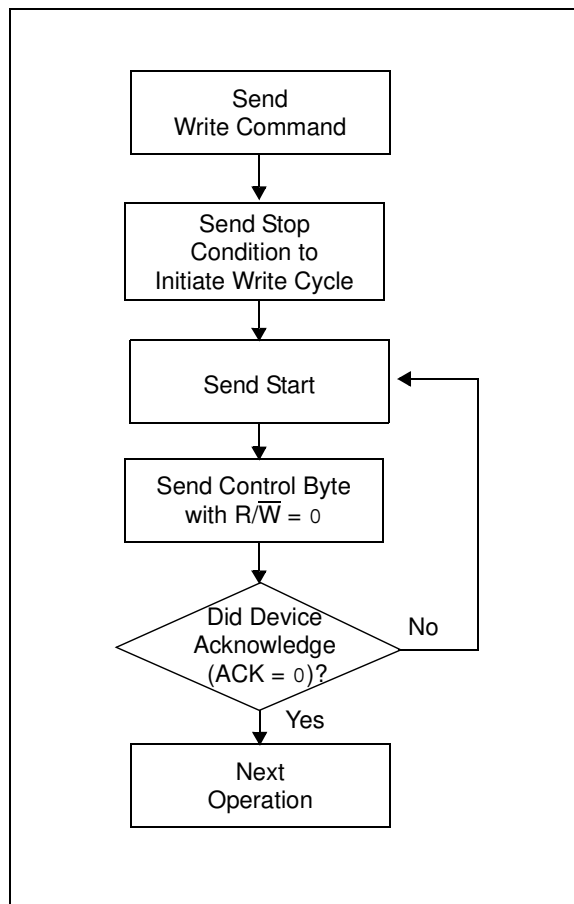 Send
Write Command
Send Stop
Condition to
Initiate Write Cycle
Send Start
Send Control Byte
with R/W̅ = 0
Did Device
Acknowledge
(ACK = 0)?
No
Yes
Next
Operation